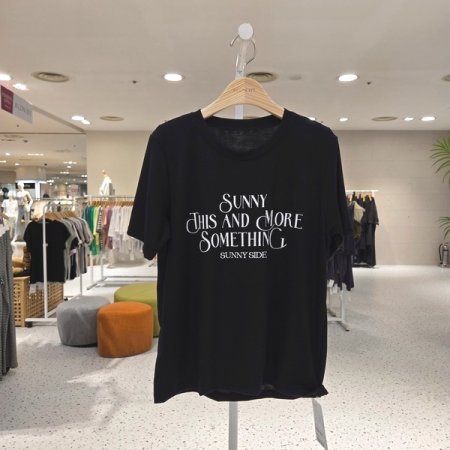 SUNNY
THIS AND MORE
SOMETHING
SUNNY SIDE